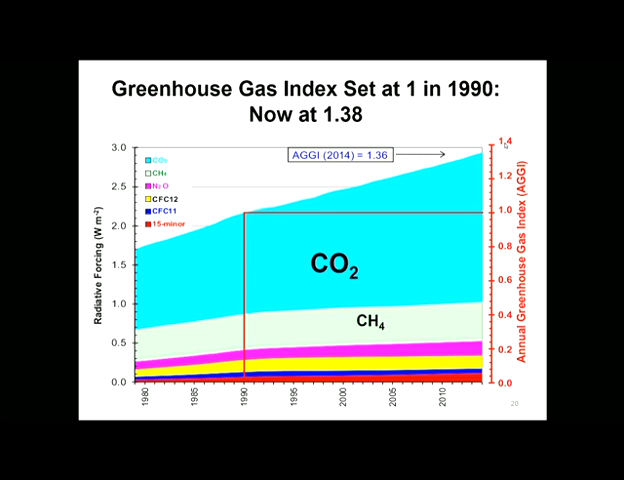 Greenhouse Gas Index Set at 1 in 1990:
Now at 1.38
3.0
2.5
2.0
1.5
1.0
0.5
0.0
Radiative Forcing (W m-2)
CO₂
CH₄
N₂O
CFC12
CFC11
15-minor
AGGI (2014) = 1.36
CO₂
CH₄
1980
1985
1990
1995
2000
2005
2010
1.4
1.2
1.0
0.8
0.6
0.4
0.2
0.0
Annual Greenhouse Gas Index (AGGI)
20